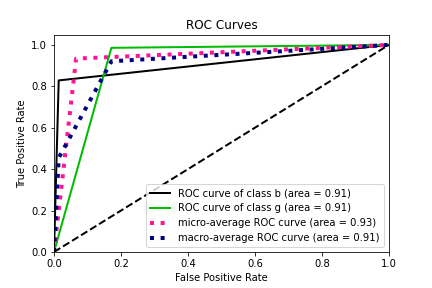 ROC Curves
True Positive Rate
1.0
0.8
0.6
0.4
0.2
0.0
ROC curve of class b (area = 0.91)
ROC curve of class g (area = 0.91)
micro-average ROC curve (area = 0.93)
macro-average ROC curve (area = 0.91)
0.0 0.2 0.4 0.6 0.8 1.0
False Positive Rate